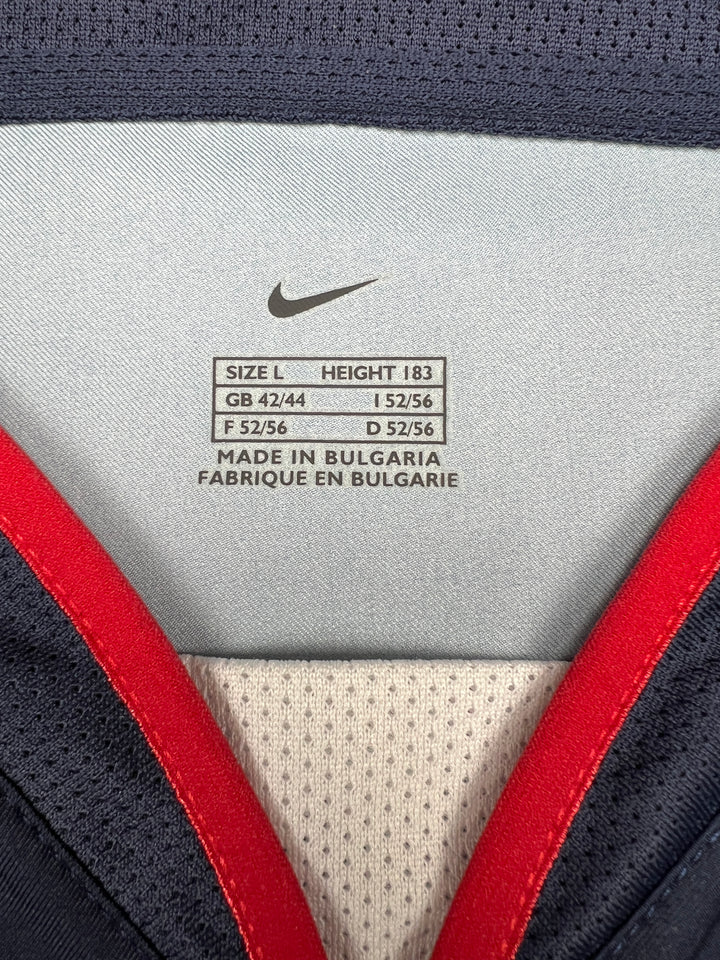 SIZE L HEIGHT 183
GB 42/44 I 52/56
F 52/56 D 52/56
MADE IN BULGARIA
FABRIQUE EN BULGARIE